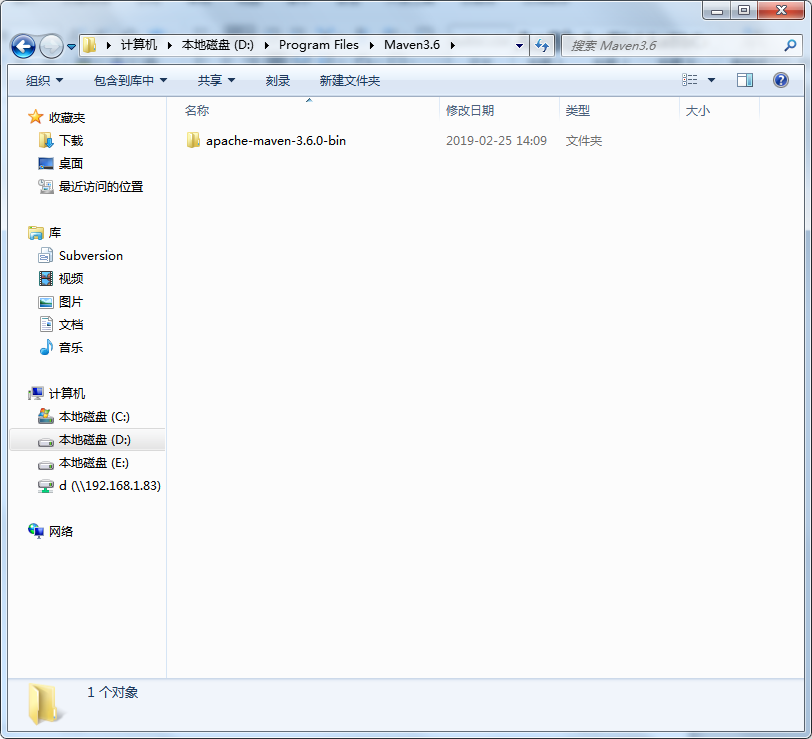 计算机 本地磁盘 (D:) Program Files Maven3.6
搜索 Maven3.6
组织 包含到库中 共享 刻录 新建文件夹
名称 修改日期 类型 大小
apache-maven-3.6.0-bin 2019-02-25 14:09 文件夹
收藏夹
下载
桌面
最近访问的位置
库
Subversion
视频
图片
文档
音乐
计算机
本地磁盘 (C:)
本地磁盘 (D:)
本地磁盘 (E:)
d (\\192.168.1.83)
网络
1 个对象